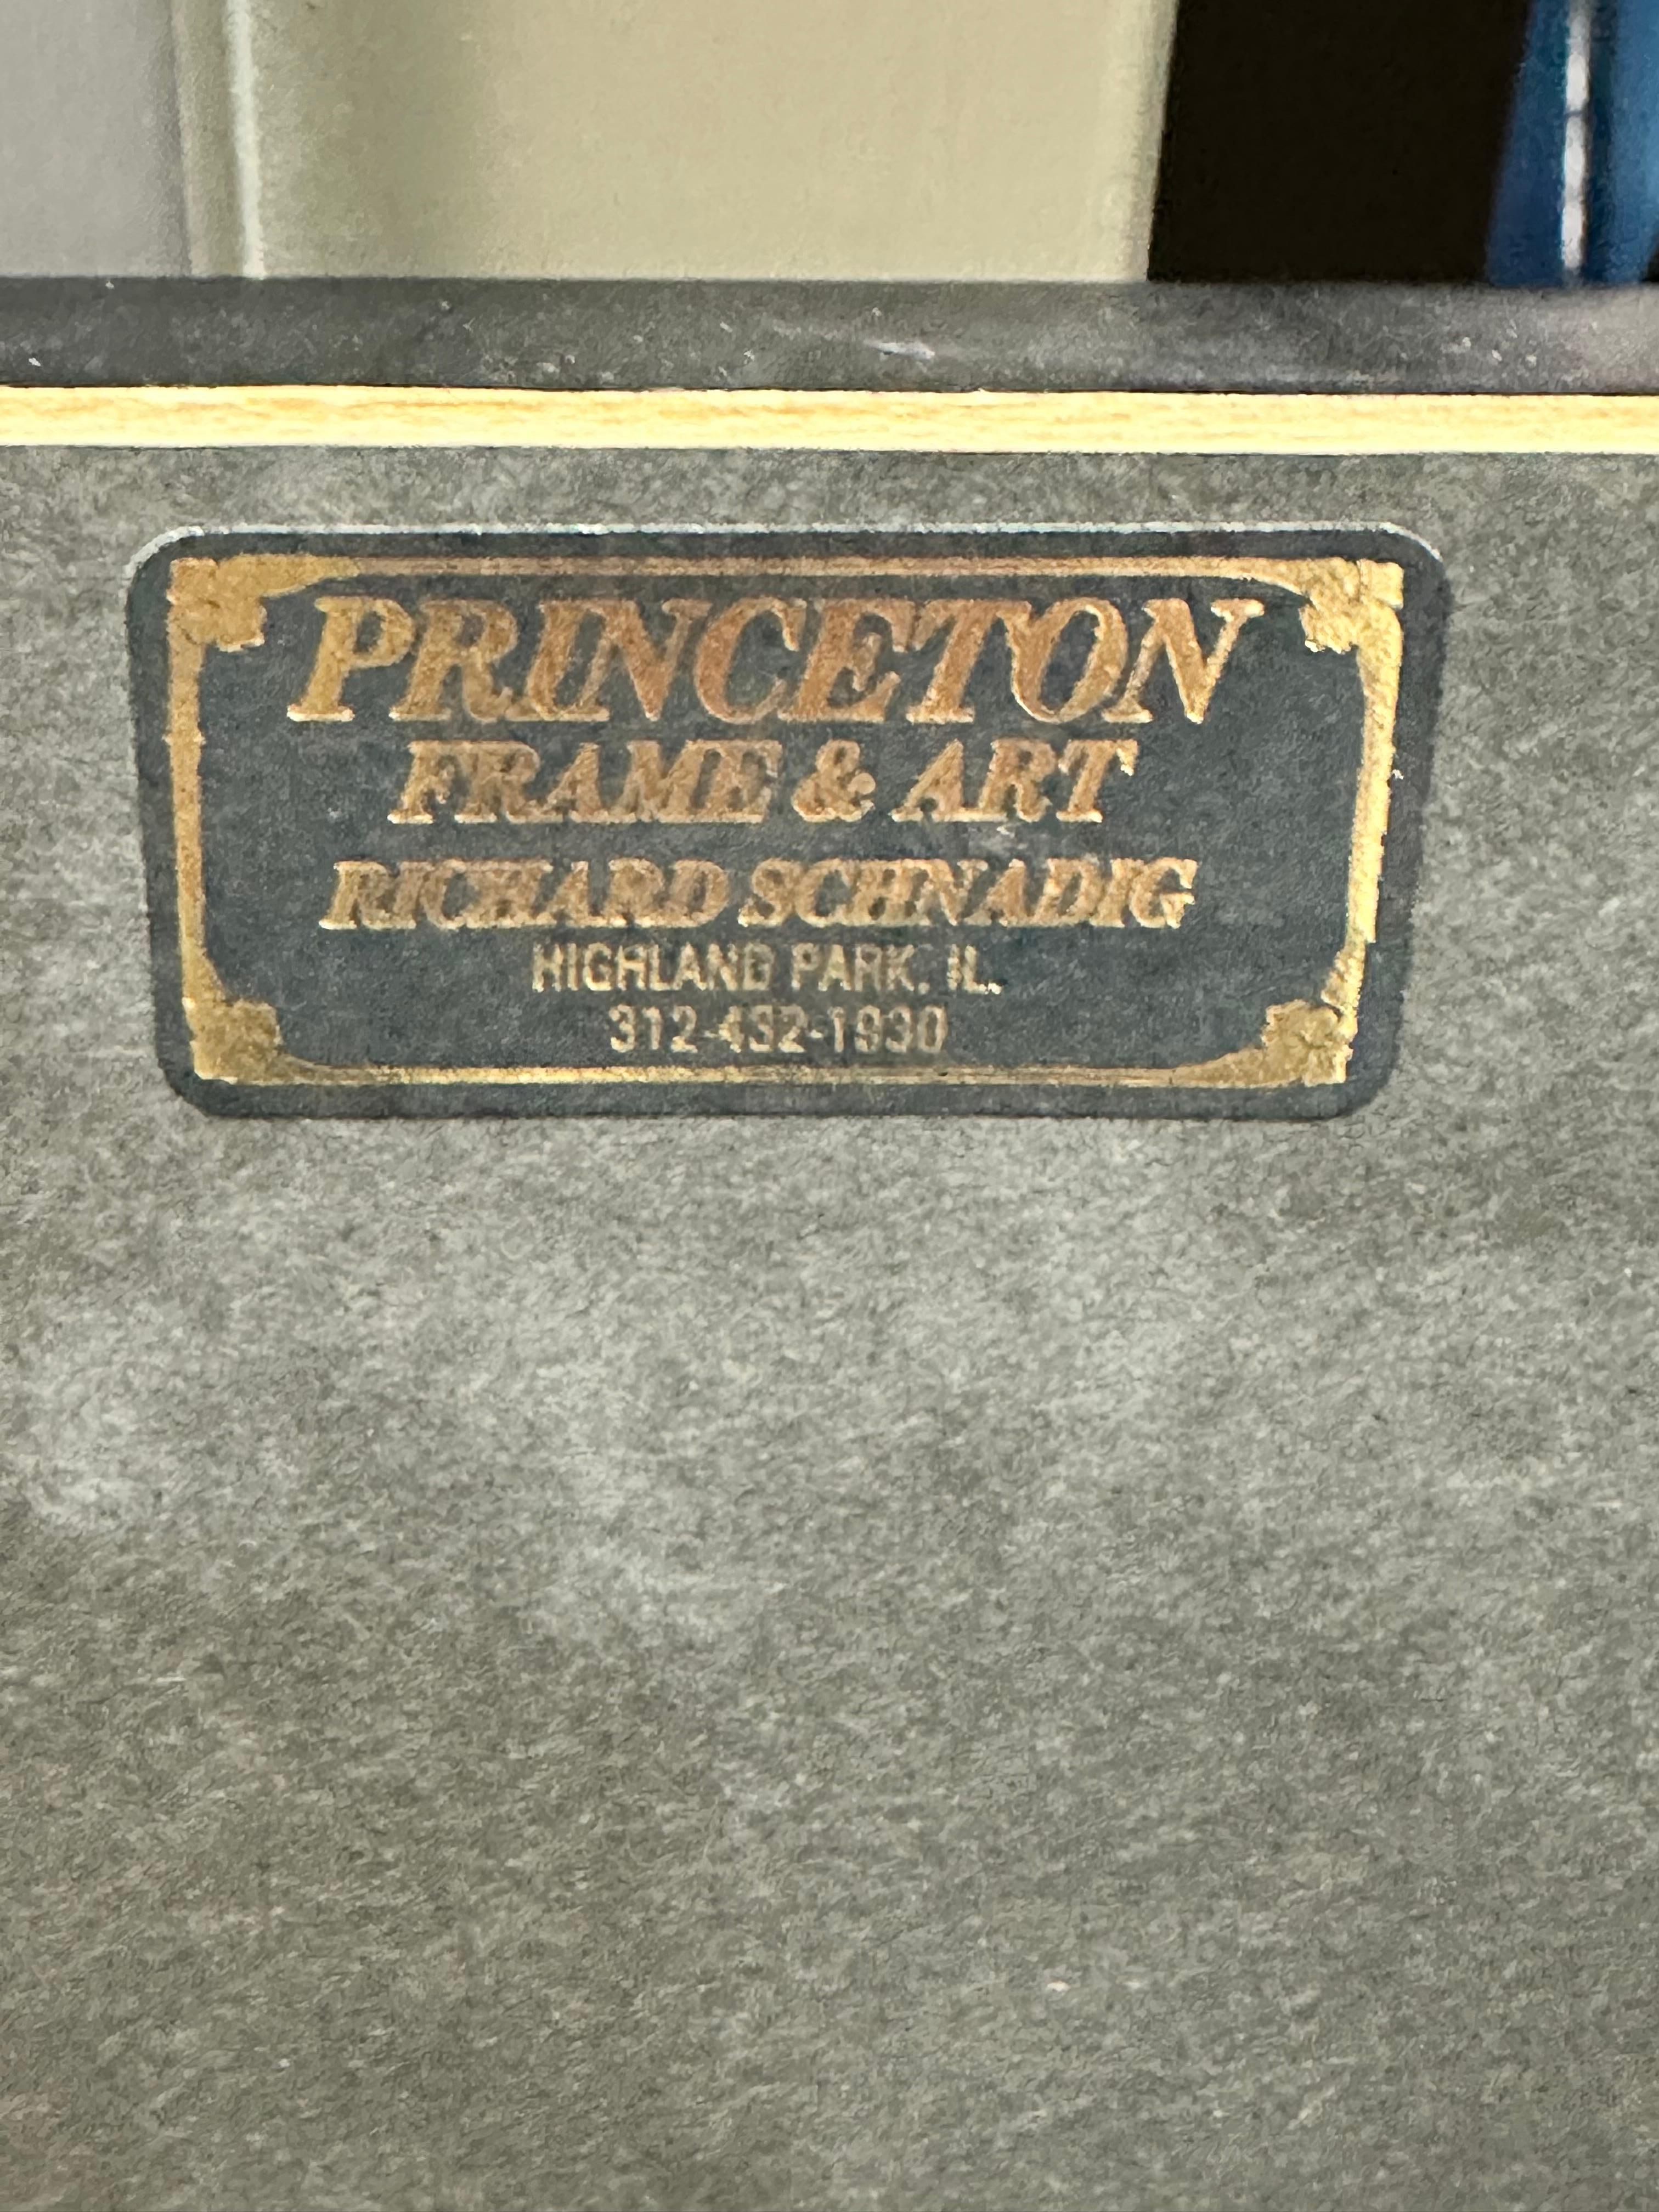 PRINCETON
FRAME & ART
RICHARD SCHNADIG
HIGHLAND PARK, IL.
312-432-1930